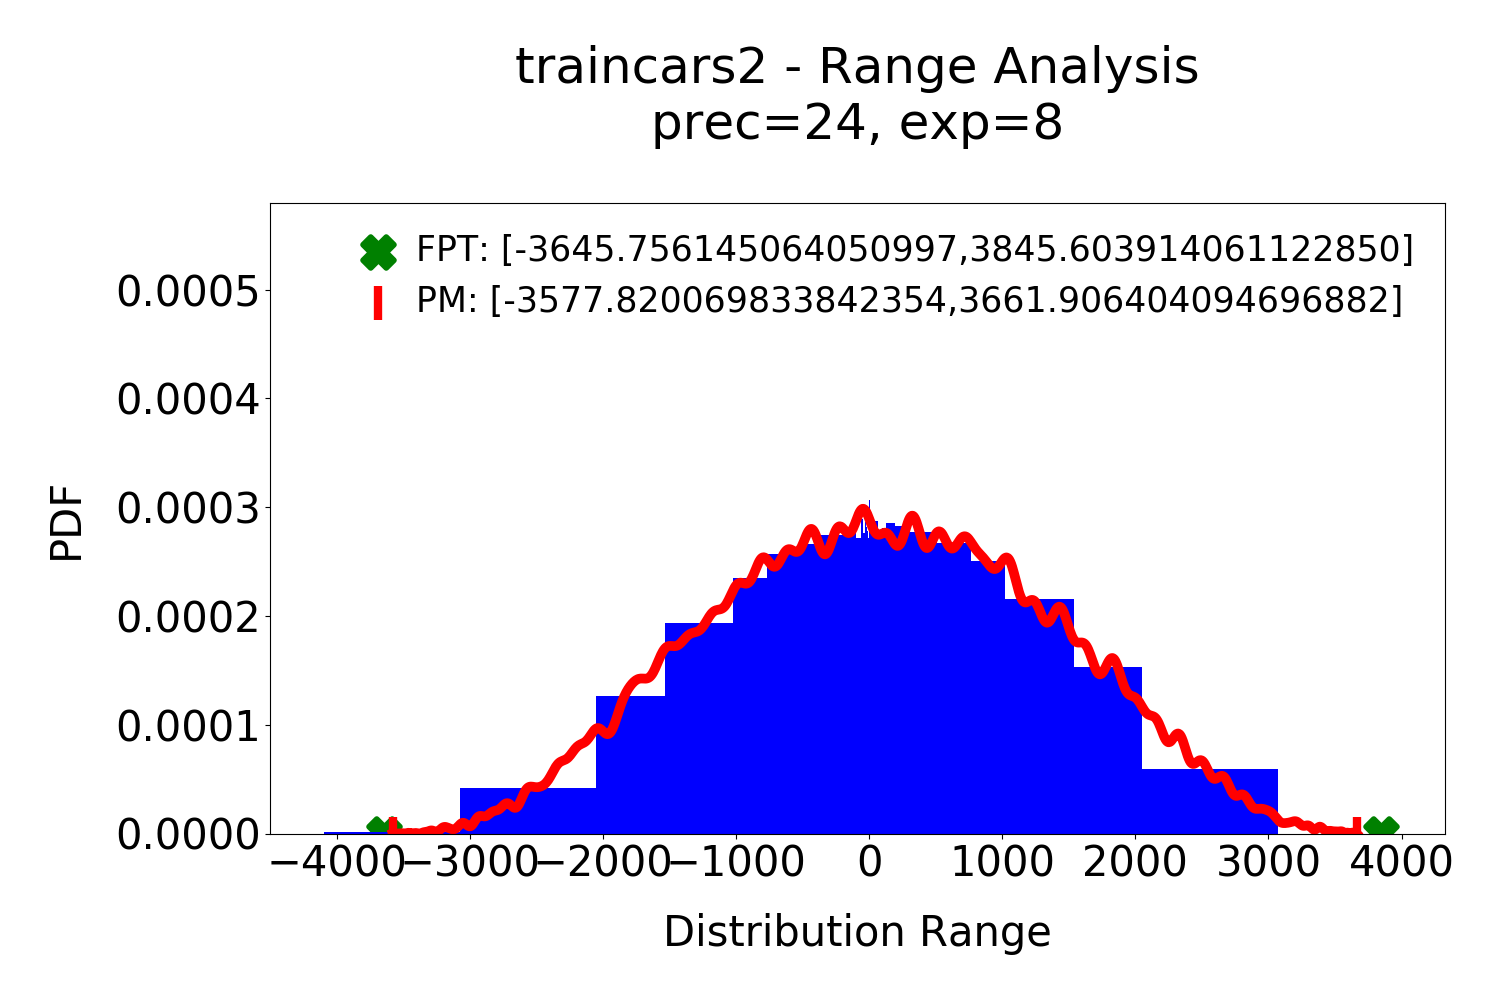 traincars2 - Range Analysis
prec=24, exp=8
FPT: [-3645.756145064050997,3845.603914061122850]
PM: [-3577.820069833842354,3661.906404094696882]
0.0005
0.0004
0.0003
0.0002
0.0001
0.0000
PDF
−4000 −3000 −2000 −1000 0 1000 2000 3000 4000
Distribution Range